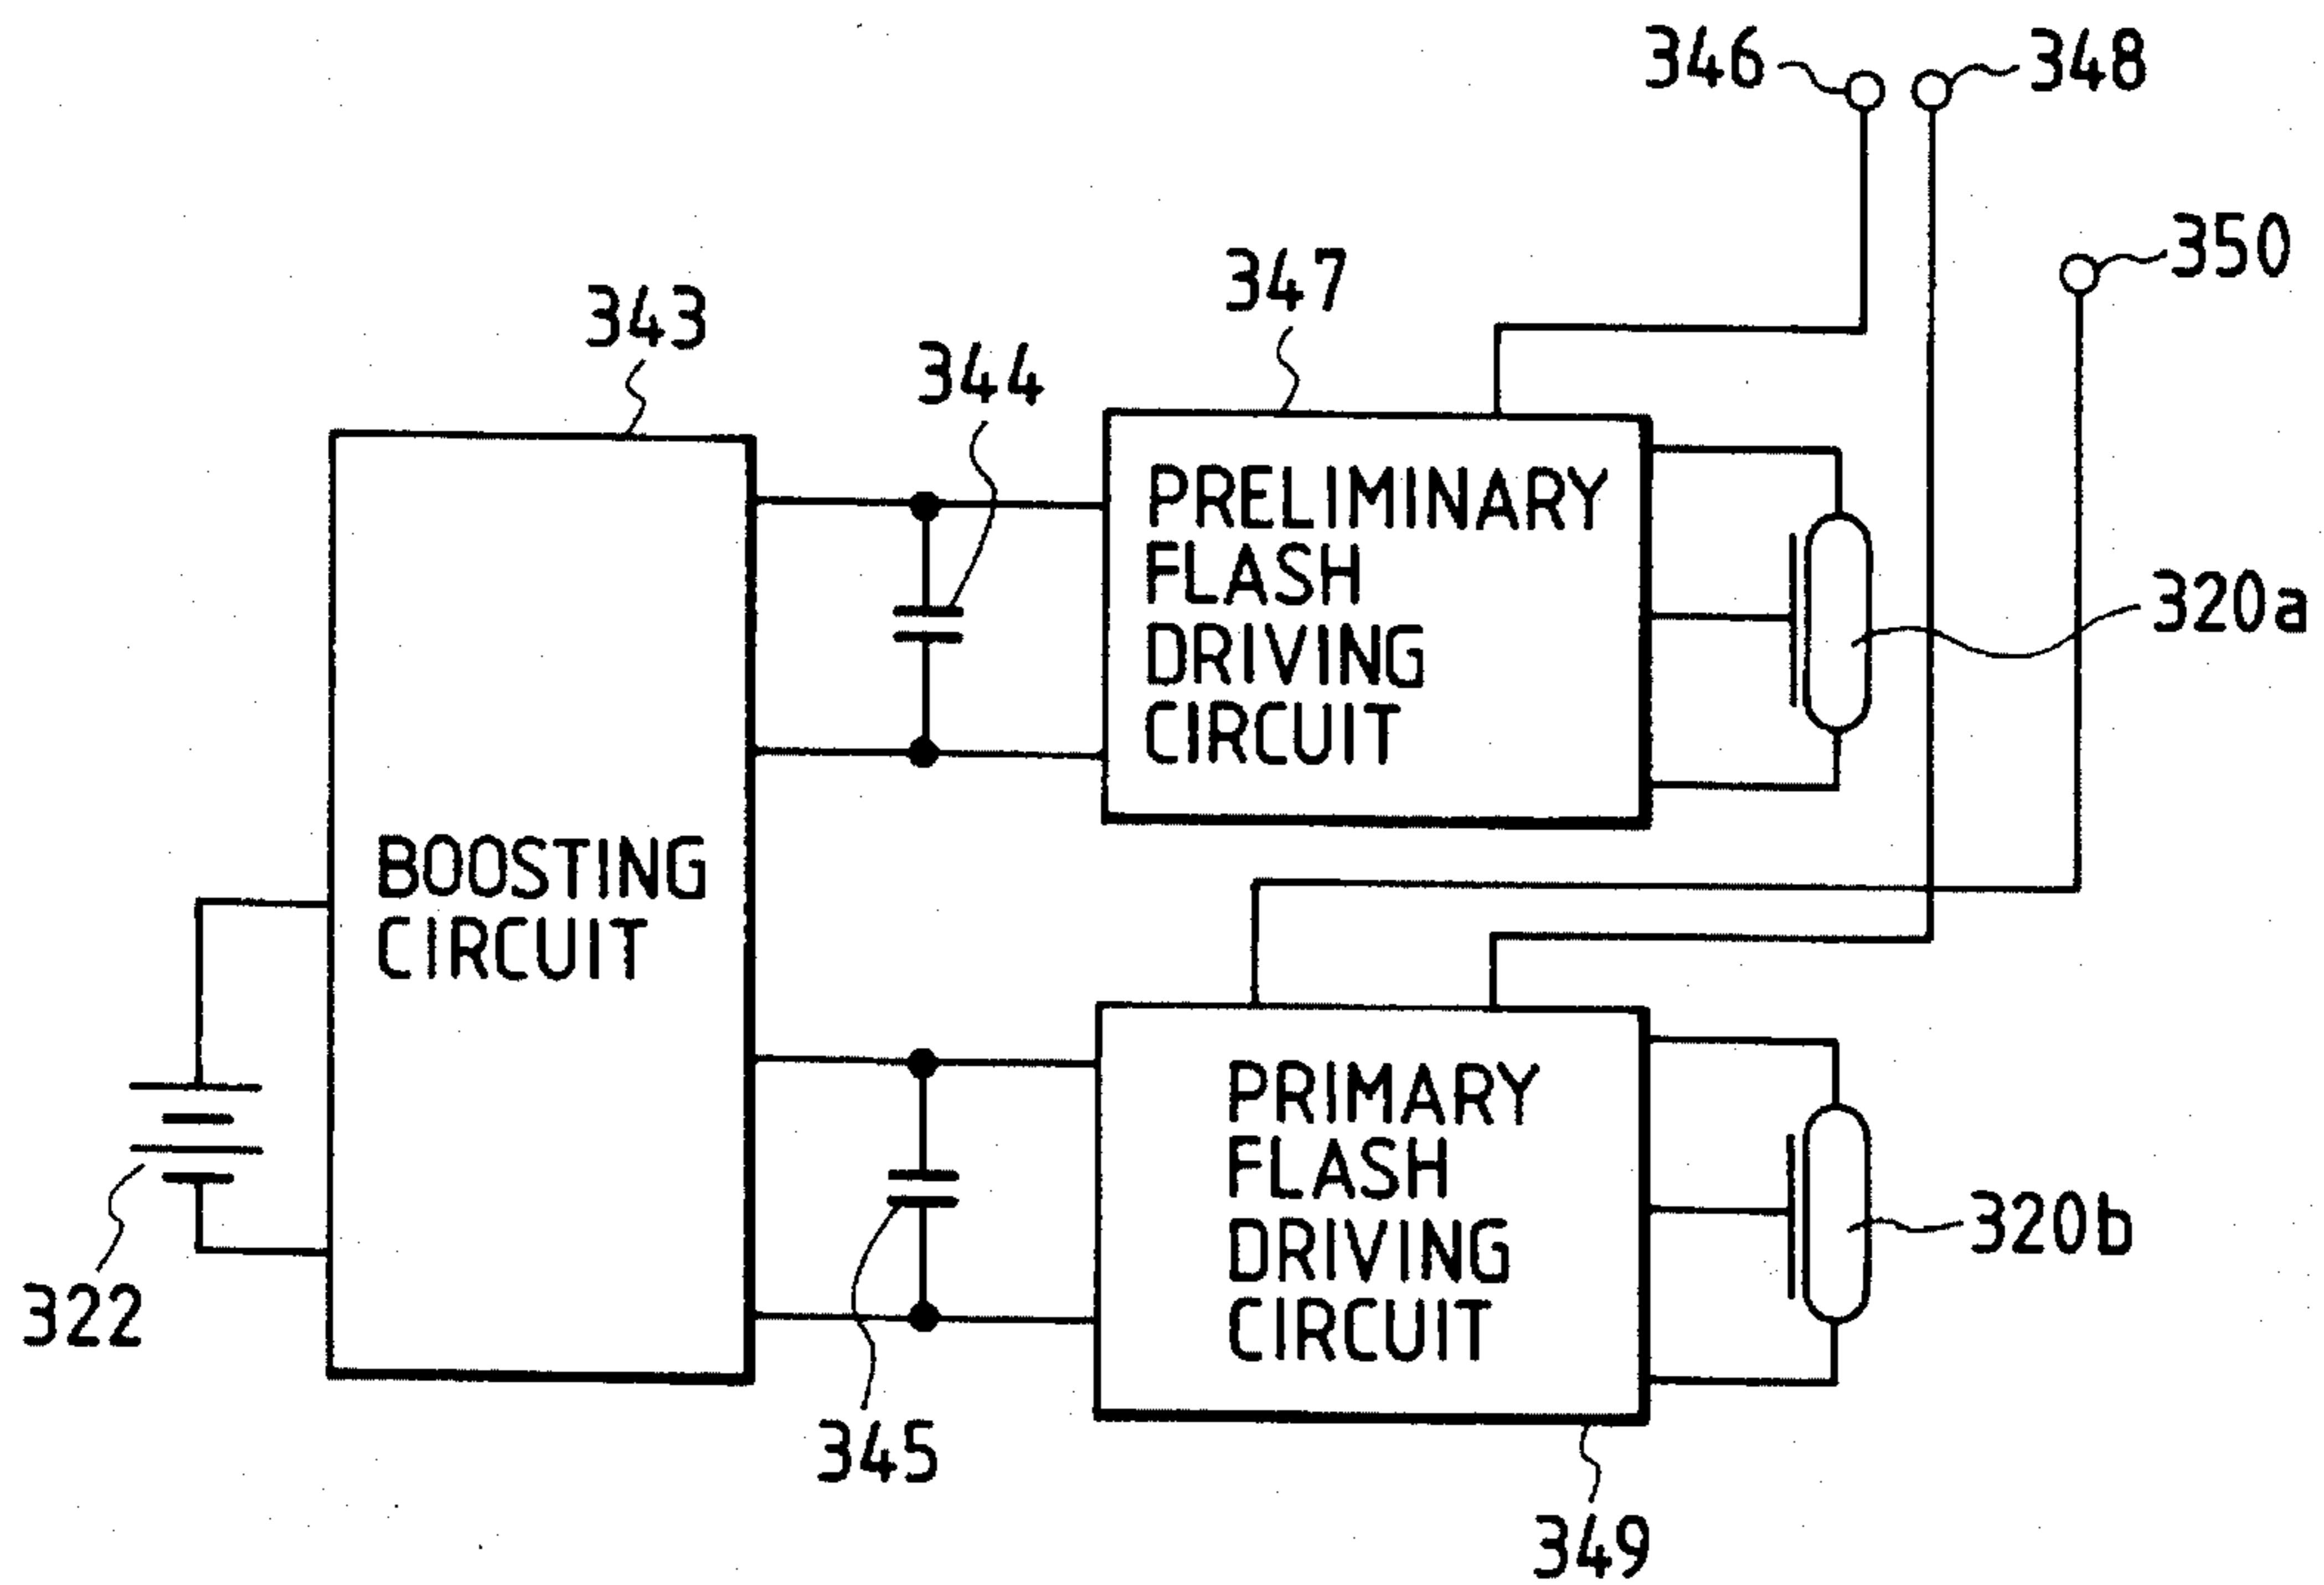 346
348
350
347
343
344
PRELIMINARY
FLASH
DRIVING
CIRCUIT
320a
BOOSTING
CIRCUIT
PRIMARY
FLASH
DRIVING
CIRCUIT
320b
322
345
349